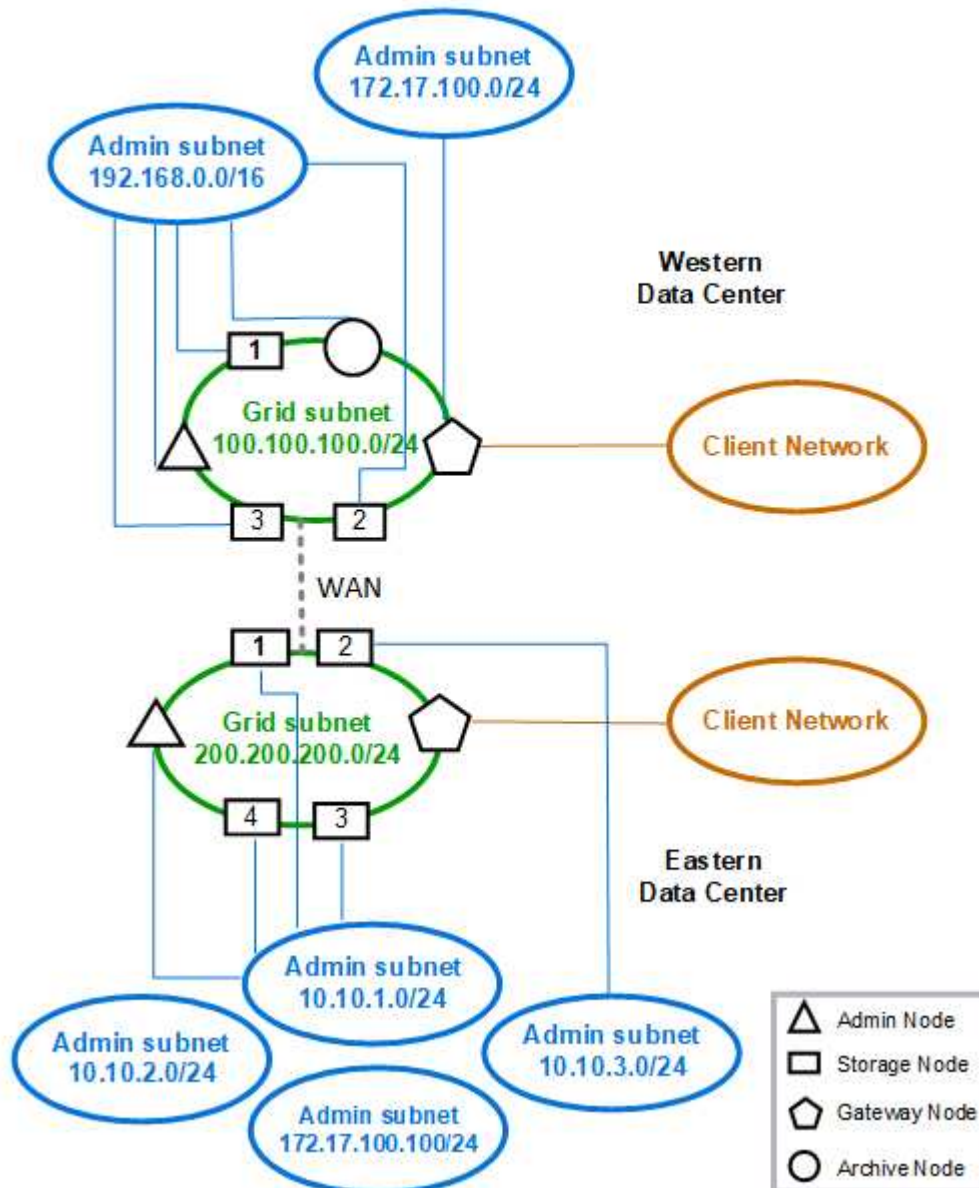 Admin subnet
172.17.100.0/24
Admin subnet
192.168.0.0/16
Western
Data Center
1
Grid subnet
100.100.100.0/24
Client Network
3
2
WAN
1
2
Grid subnet
200.200.200.0/24
Client Network
4
3
Eastern
Data Center
Admin subnet
10.10.1.0/24
Admin subnet
10.10.2.0/24
Admin subnet
10.10.3.0/24
Admin subnet
172.17.100.100/24
Admin Node
Storage Node
Gateway Node
Archive Node